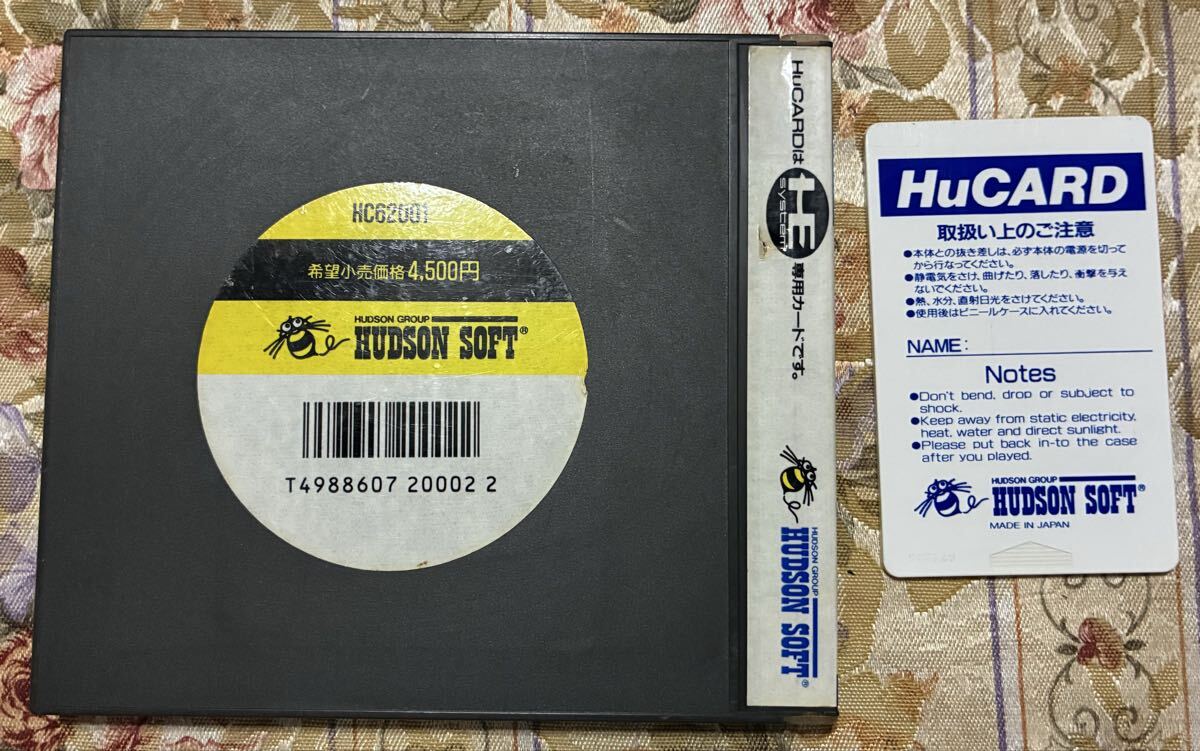 HC62001
希望小売価格4,500円
HUDSON GROUP
HUDSON SOFT®
T4988607 20002 2
HuCARDは HE system 専用カードです。
HUDSON GROUP
HUDSON SOFT®
HuCARD
取扱い上のご注意
●本体との抜き差しは、必ず本体の電源を切って
から行なってください。
●静電気をさけ、曲げたり、落したり、衝撃を与え
ないでください。
●熱、水分、直射日光をさけてください。
●使用後はビニールケースに入れてください。
NAME:
Notes
●Don't bend, drop or subject to
shock.
●Keep away from static electricity,
heat, water and direct sunlight.
●Please put back in-to the case
after you played.
HUDSON GROUP
HUDSON SOFT®
MADE IN JAPAN